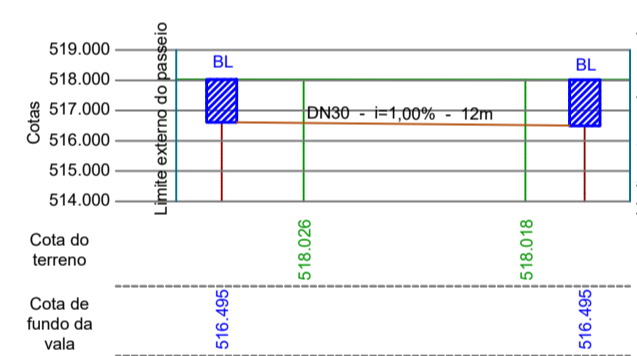 519.000
518.000
517.000
516.000
515.000
514.000
Cotas
Limite externo do passeio
BL
BL
DN30 - i=1,00% - 12m
Cota do
terreno
518.026
518.018
Cota de
fundo da
vala
516.495
516.495